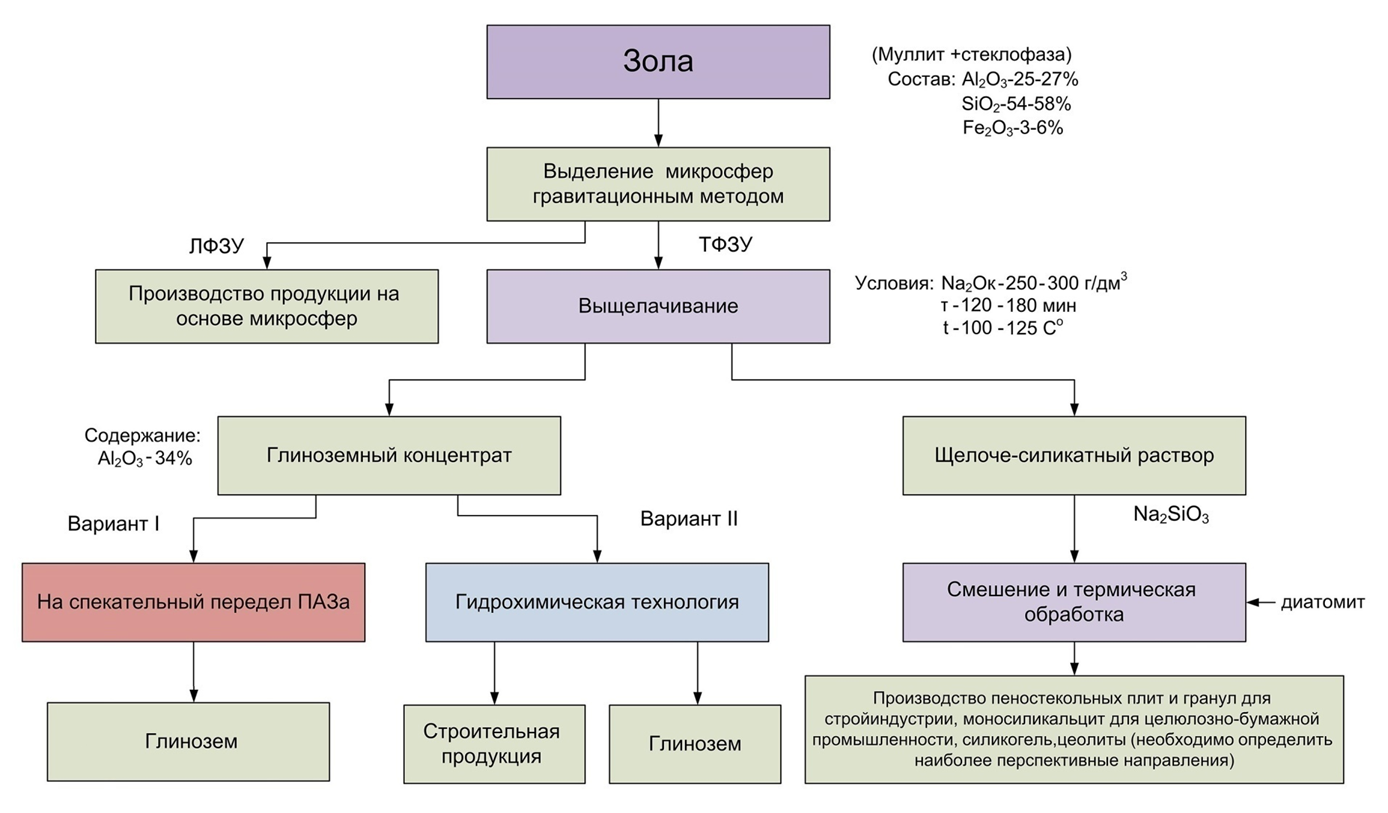 Зола
(Муллит +стеклофаза)
Состав: Al₂O₃-25-27%
SiO₂-54-58%
Fe₂O₃-3-6%
Выделение микросфер
гравитационным методом
ЛФЗУ
ТФЗУ
Производство продукции на
основе микросфер
Выщелачивание
Условия: Na₂Oк-250-300 г/дм³
τ-120-180 мин
t-100-125 Cᵒ
Содержание:
Al₂O₃-34%
Глиноземный концентрат
Щелоче-силикатный раствор
Вариант I
Вариант II
Na₂SiO₃
На спекательный передел ПАЗа
Гидрохимическая технология
Смешение и термическая
обработка
диатомит
Глинозем
Строительная
продукция
Глинозем
Производство пеностекольных плит и гранул для
стройиндустрии, моносиликальцит для целюлозно-бумажной
промышленности, силикогель,цеолиты (необходимо определить
наиболее перспективные направления)